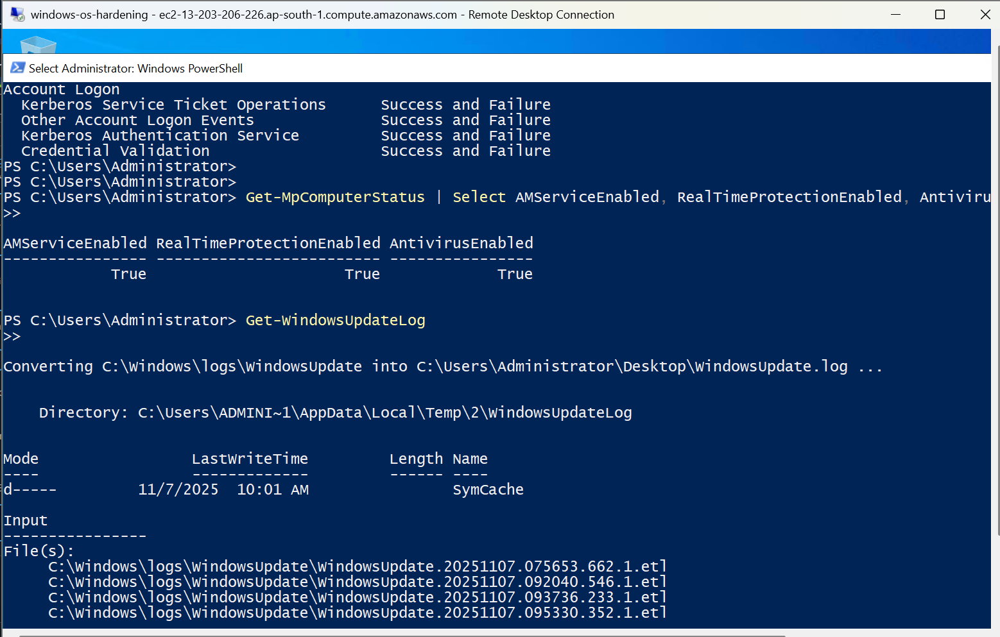 windows-os-hardening - ec2-13-203-206-226.ap-south-1.compute.amazonaws.com - Remote Desktop Connection
Select Administrator: Windows PowerShell
Account Logon
  Kerberos Service Ticket Operations      Success and Failure
  Other Account Logon Events              Success and Failure
  Kerberos Authentication Service         Success and Failure
  Credential Validation                   Success and Failure
PS C:\Users\Administrator>
PS C:\Users\Administrator>
PS C:\Users\Administrator> Get-MpComputerStatus | Select AMServiceEnabled, RealTimeProtectionEnabled, Antiviru
>>
AMServiceEnabled RealTimeProtectionEnabled AntivirusEnabled
---------------- ------------------------- ----------------
            True                      True             True
PS C:\Users\Administrator> Get-WindowsUpdateLog
>>
Converting C:\Windows\logs\WindowsUpdate into C:\Users\Administrator\Desktop\WindowsUpdate.log ...
    Directory: C:\Users\ADMINI~1\AppData\Local\Temp\2\WindowsUpdateLog
Mode                 LastWriteTime         Length Name
----                 -------------         ------ ----
d-----         11/7/2025  10:01 AM                SymCache
Input
----------------
File(s):
     C:\Windows\logs\WindowsUpdate\WindowsUpdate.20251107.075653.662.1.etl
     C:\Windows\logs\WindowsUpdate\WindowsUpdate.20251107.092040.546.1.etl
     C:\Windows\logs\WindowsUpdate\WindowsUpdate.20251107.093736.233.1.etl
     C:\Windows\logs\WindowsUpdate\WindowsUpdate.20251107.095330.352.1.etl